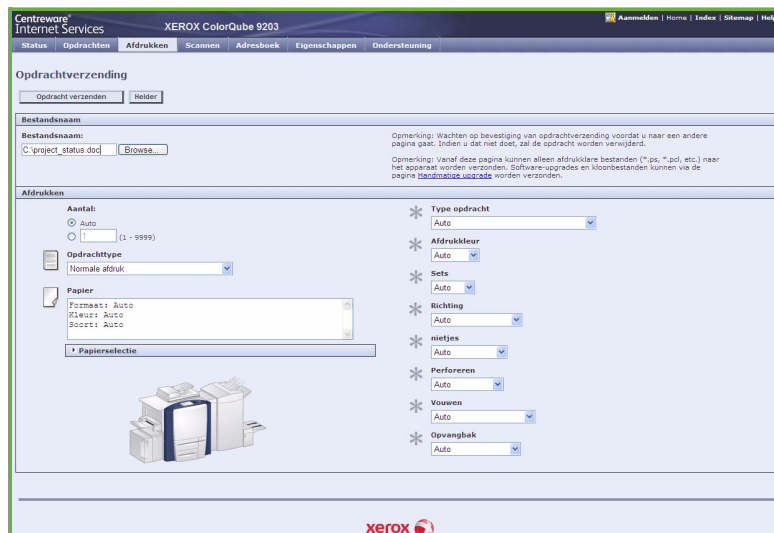 Centreware®
Internet Services
XEROX ColorQube 9203
Aanmelden | Home | Index | Sitemap | Help
Status Opdrachten Afdrukken Scannen Adresboek Eigenschappen Ondersteuning
Opdrachtverzending
Opdracht verzenden Helder
Bestandsnaam
Bestandsnaam:
C:\project_status.doc Browse...
Opmerking: Wachten op bevestiging van opdrachtverzending voordat u naar een andere
pagina gaat. Indien u dat niet doet, zal de opdracht worden verwijderd.
Opmerking: Vanaf deze pagina kunnen alleen afdrukklare bestanden (*.ps, *.pcl, etc.) naar
het apparaat worden verzonden. Software-upgrades en kloonbestanden kunnen via de
pagina Handmatige upgrade worden verzonden.
Afdrukken
Aantal:
Auto
1 (1 - 9999)
Opdrachttype
Normale afdruk
Papier
Formaat: Auto
Kleur: Auto
Soort: Auto
Papierselectie
Type opdracht
Auto
Afdrukkleur
Auto
Sets
Auto
Richting
Auto
nietjes
Auto
Perforeren
Auto
Vouwen
Auto
Opvangbak
Auto
xerox